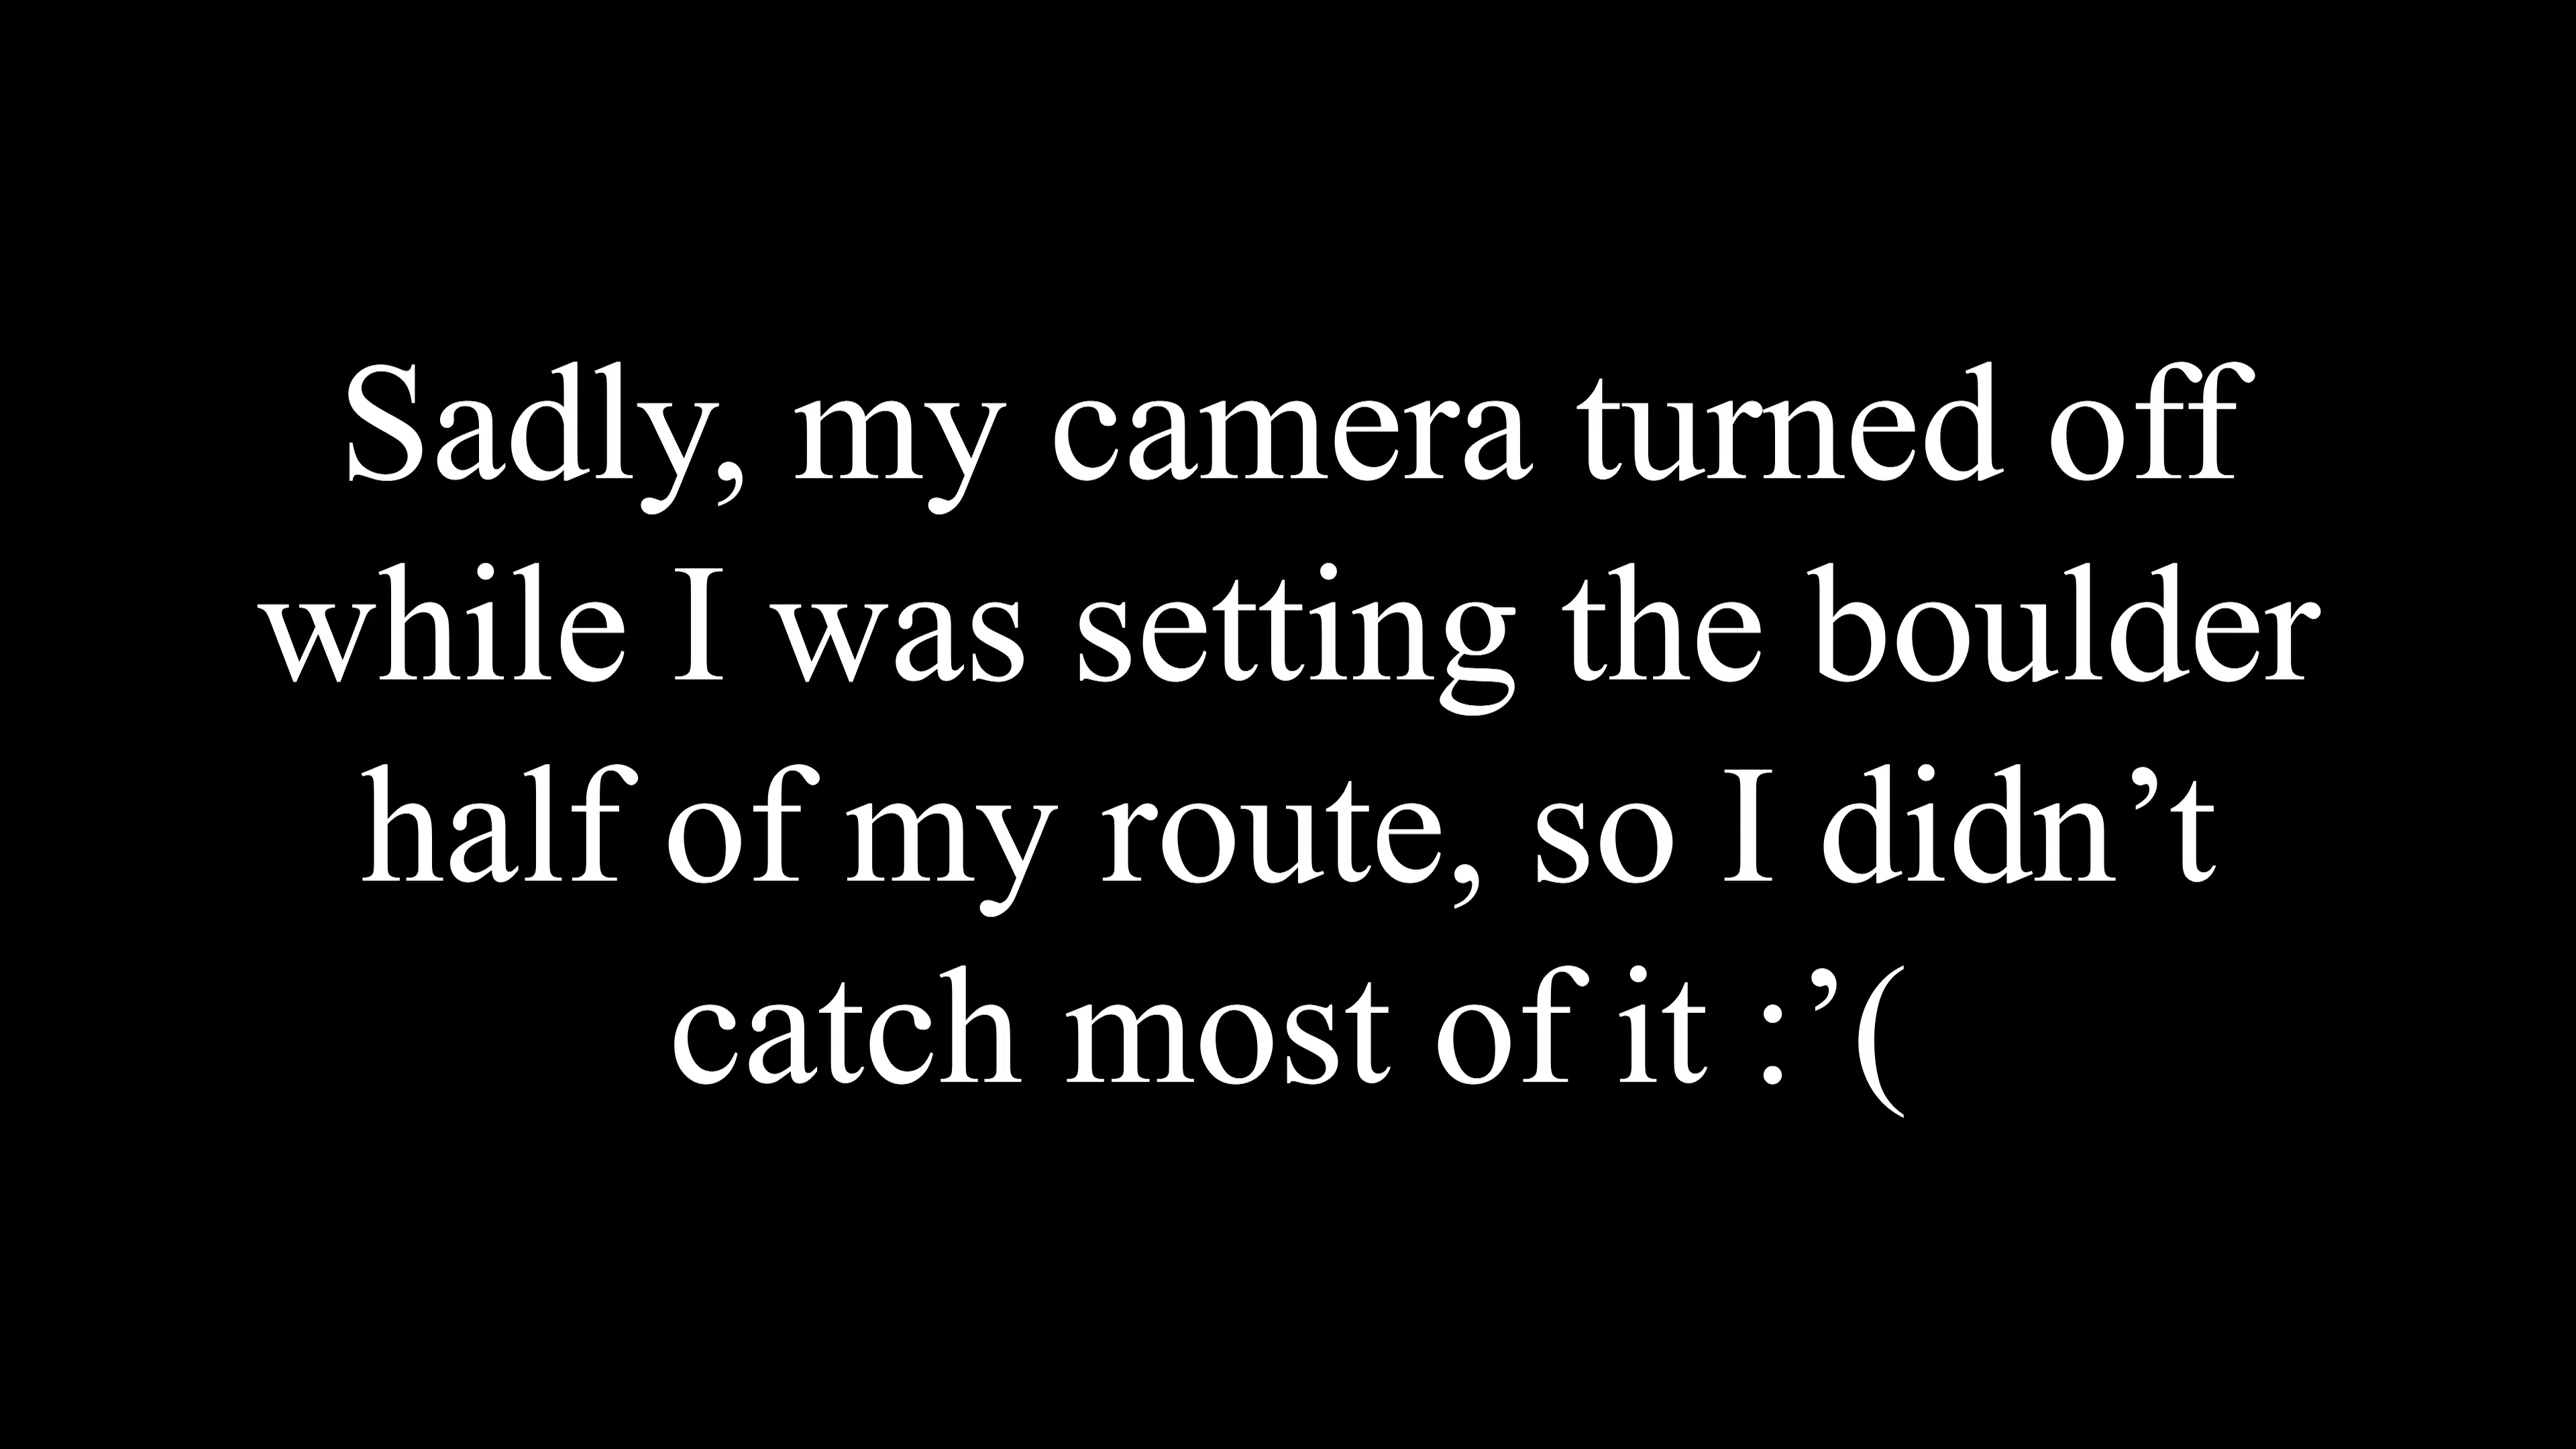 Sadly, my camera turned off
while I was setting the boulder
half of my route, so I didn’t
catch most of it :’(